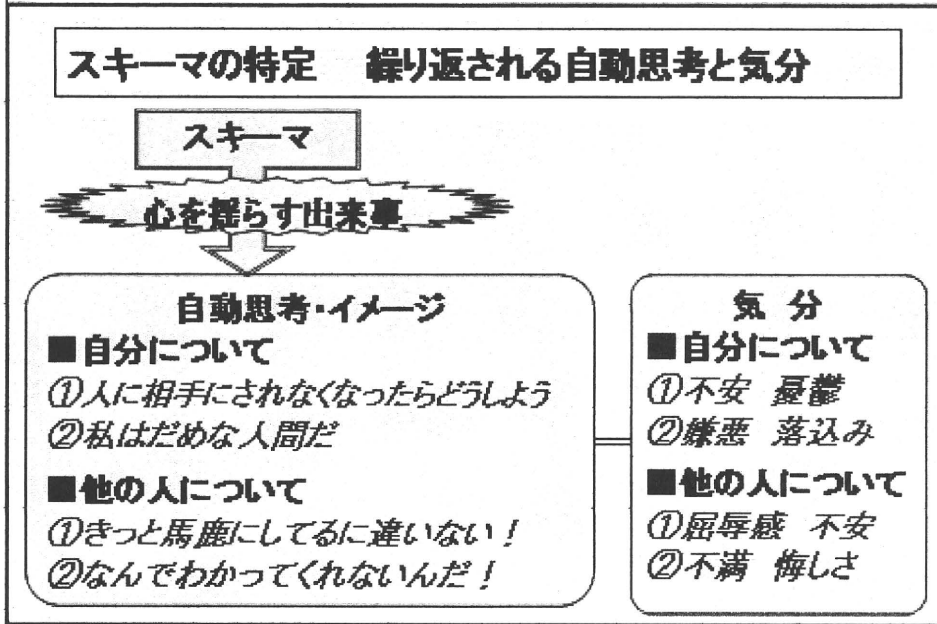 スキーマの特定　繰り返される自動思考と気分
スキーマ
心を揺らす出来事
自動思考・イメージ
■自分について
①人に相手にされなくなったらどうしよう
②私はだめな人間だ
■他の人について
①きっと馬鹿にしてるに違いない！
②なんでわかってくれないんだ！
気　分
■自分について
①不安　憂鬱
②嫌悪　落込み
■他の人について
①屈辱感　不安
②不満　悔しさ